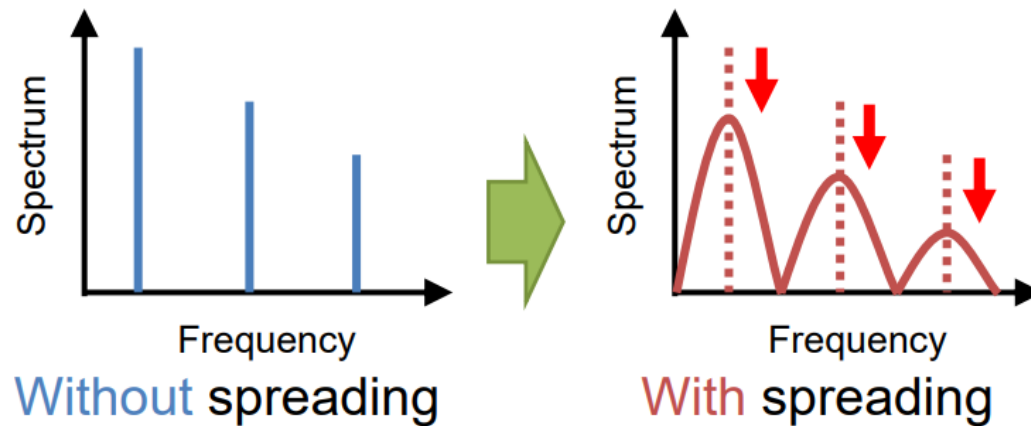 Spectrum
Frequency
Without spreading
Spectrum
Frequency
With spreading